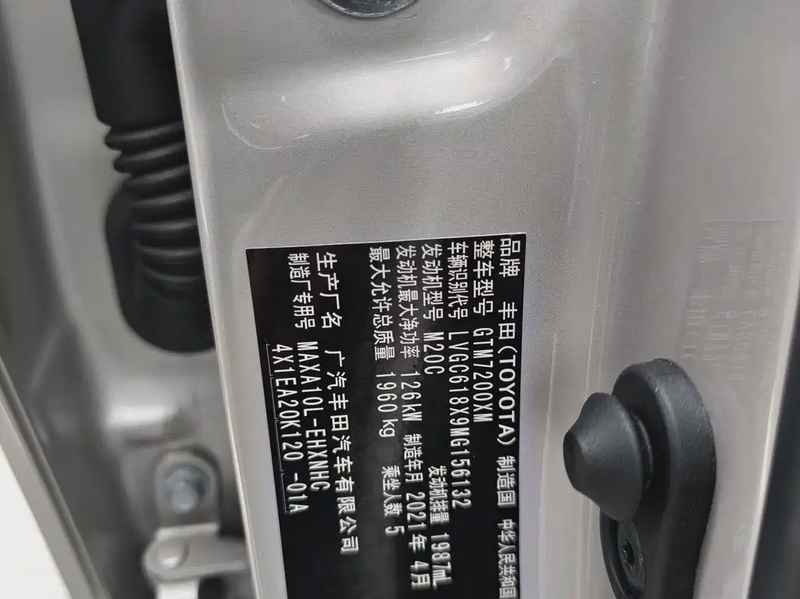 品牌 丰田(TOYOTA) 制造国 中华人民共和国
整车型号 GTM7200XM
车辆识别代号 LVGC618X9MG156132
发动机型号 M20C 发动机排量 1987mL
发动机最大净功率 126kW 制造年月 2021年 4月
最大允许总质量 1960kg 乘坐人数 5
生产厂名 广汽丰田汽车有限公司
制造厂专用号 MAXA10L-EHXNHC
4X1EA20K120 -01A